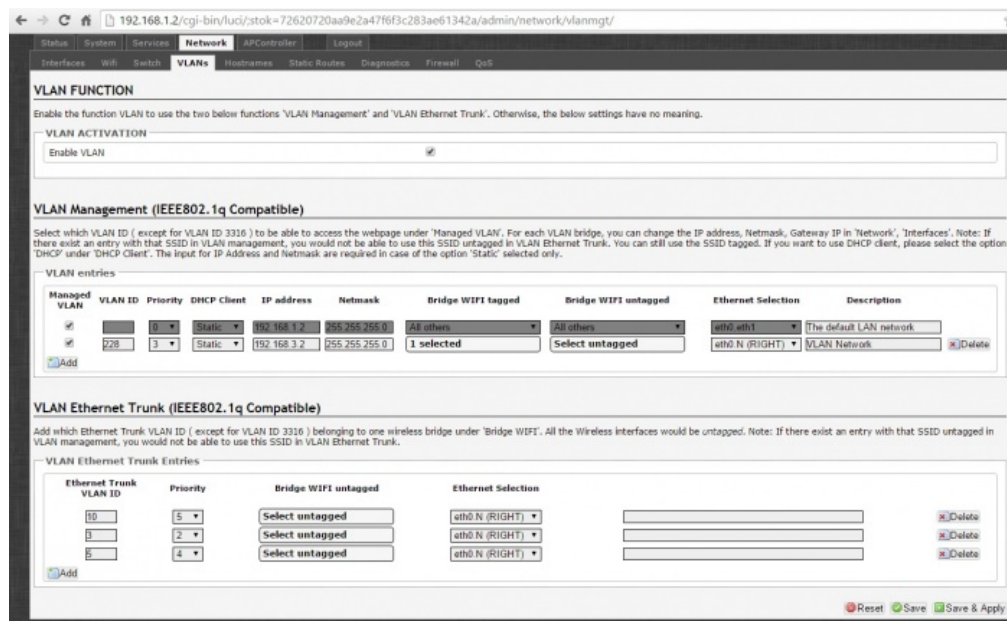 192.168.1.2/cgi-bin/luci/;stok=72620720aa9e2a47f6f3c283ae61342a/admin/network/vlanmgt/
Status System Services Network APController Logout
Interfaces Wifi Switch VLANs Hostnames Static Routes Diagnostics Firewall QoS
VLAN FUNCTION
Enable the function VLAN to use the two below functions 'VLAN Management' and 'VLAN Ethernet Trunk'. Otherwise, the below settings have no meaning.
VLAN ACTIVATION
Enable VLAN
VLAN Management (IEEE802.1q Compatible)
Select which VLAN ID ( except for VLAN ID 3316 ) to be able to access the webpage under 'Managed VLAN'. For each VLAN bridge, you can change the IP address, Netmask, Gateway IP in 'Network', 'Interfaces'. Note: If
there exist an entry with that SSID in VLAN management, you would not be able to use this SSID untagged in VLAN Ethernet Trunk. You can still use the SSID tagged. If you want to use DHCP client, please select the option
'DHCP' under 'DHCP Client'. The input for IP Address and Netmask are required in case of the option 'Static' selected only.
VLAN entries
Managed VLAN VLAN ID Priority DHCP Client IP address Netmask Bridge WIFI tagged Bridge WIFI untagged Ethernet Selection Description
0 Static 192.168.1.2 255.255.255.0 All others All others eth0.eth1 The default LAN network
228 3 Static 192.168.3.2 255.255.255.0 1 selected Select untagged eth0.N (RIGHT) VLAN Network Delete
Add
VLAN Ethernet Trunk (IEEE802.1q Compatible)
Add which Ethernet Trunk VLAN ID ( except for VLAN ID 3316 ) belonging to one wireless bridge under 'Bridge WIFI'. All the Wireless interfaces would be untagged. Note: If there exist an entry with that SSID untagged in
VLAN management, you would not be able to use this SSID in VLAN Ethernet Trunk.
VLAN Ethernet Trunk Entries
Ethernet Trunk VLAN ID Priority Bridge WIFI untagged Ethernet Selection
10 5 Select untagged eth0.N (RIGHT) Delete
3 2 Select untagged eth0.N (RIGHT) Delete
5 4 Select untagged eth0.N (RIGHT) Delete
Add
Reset Save Save & Apply